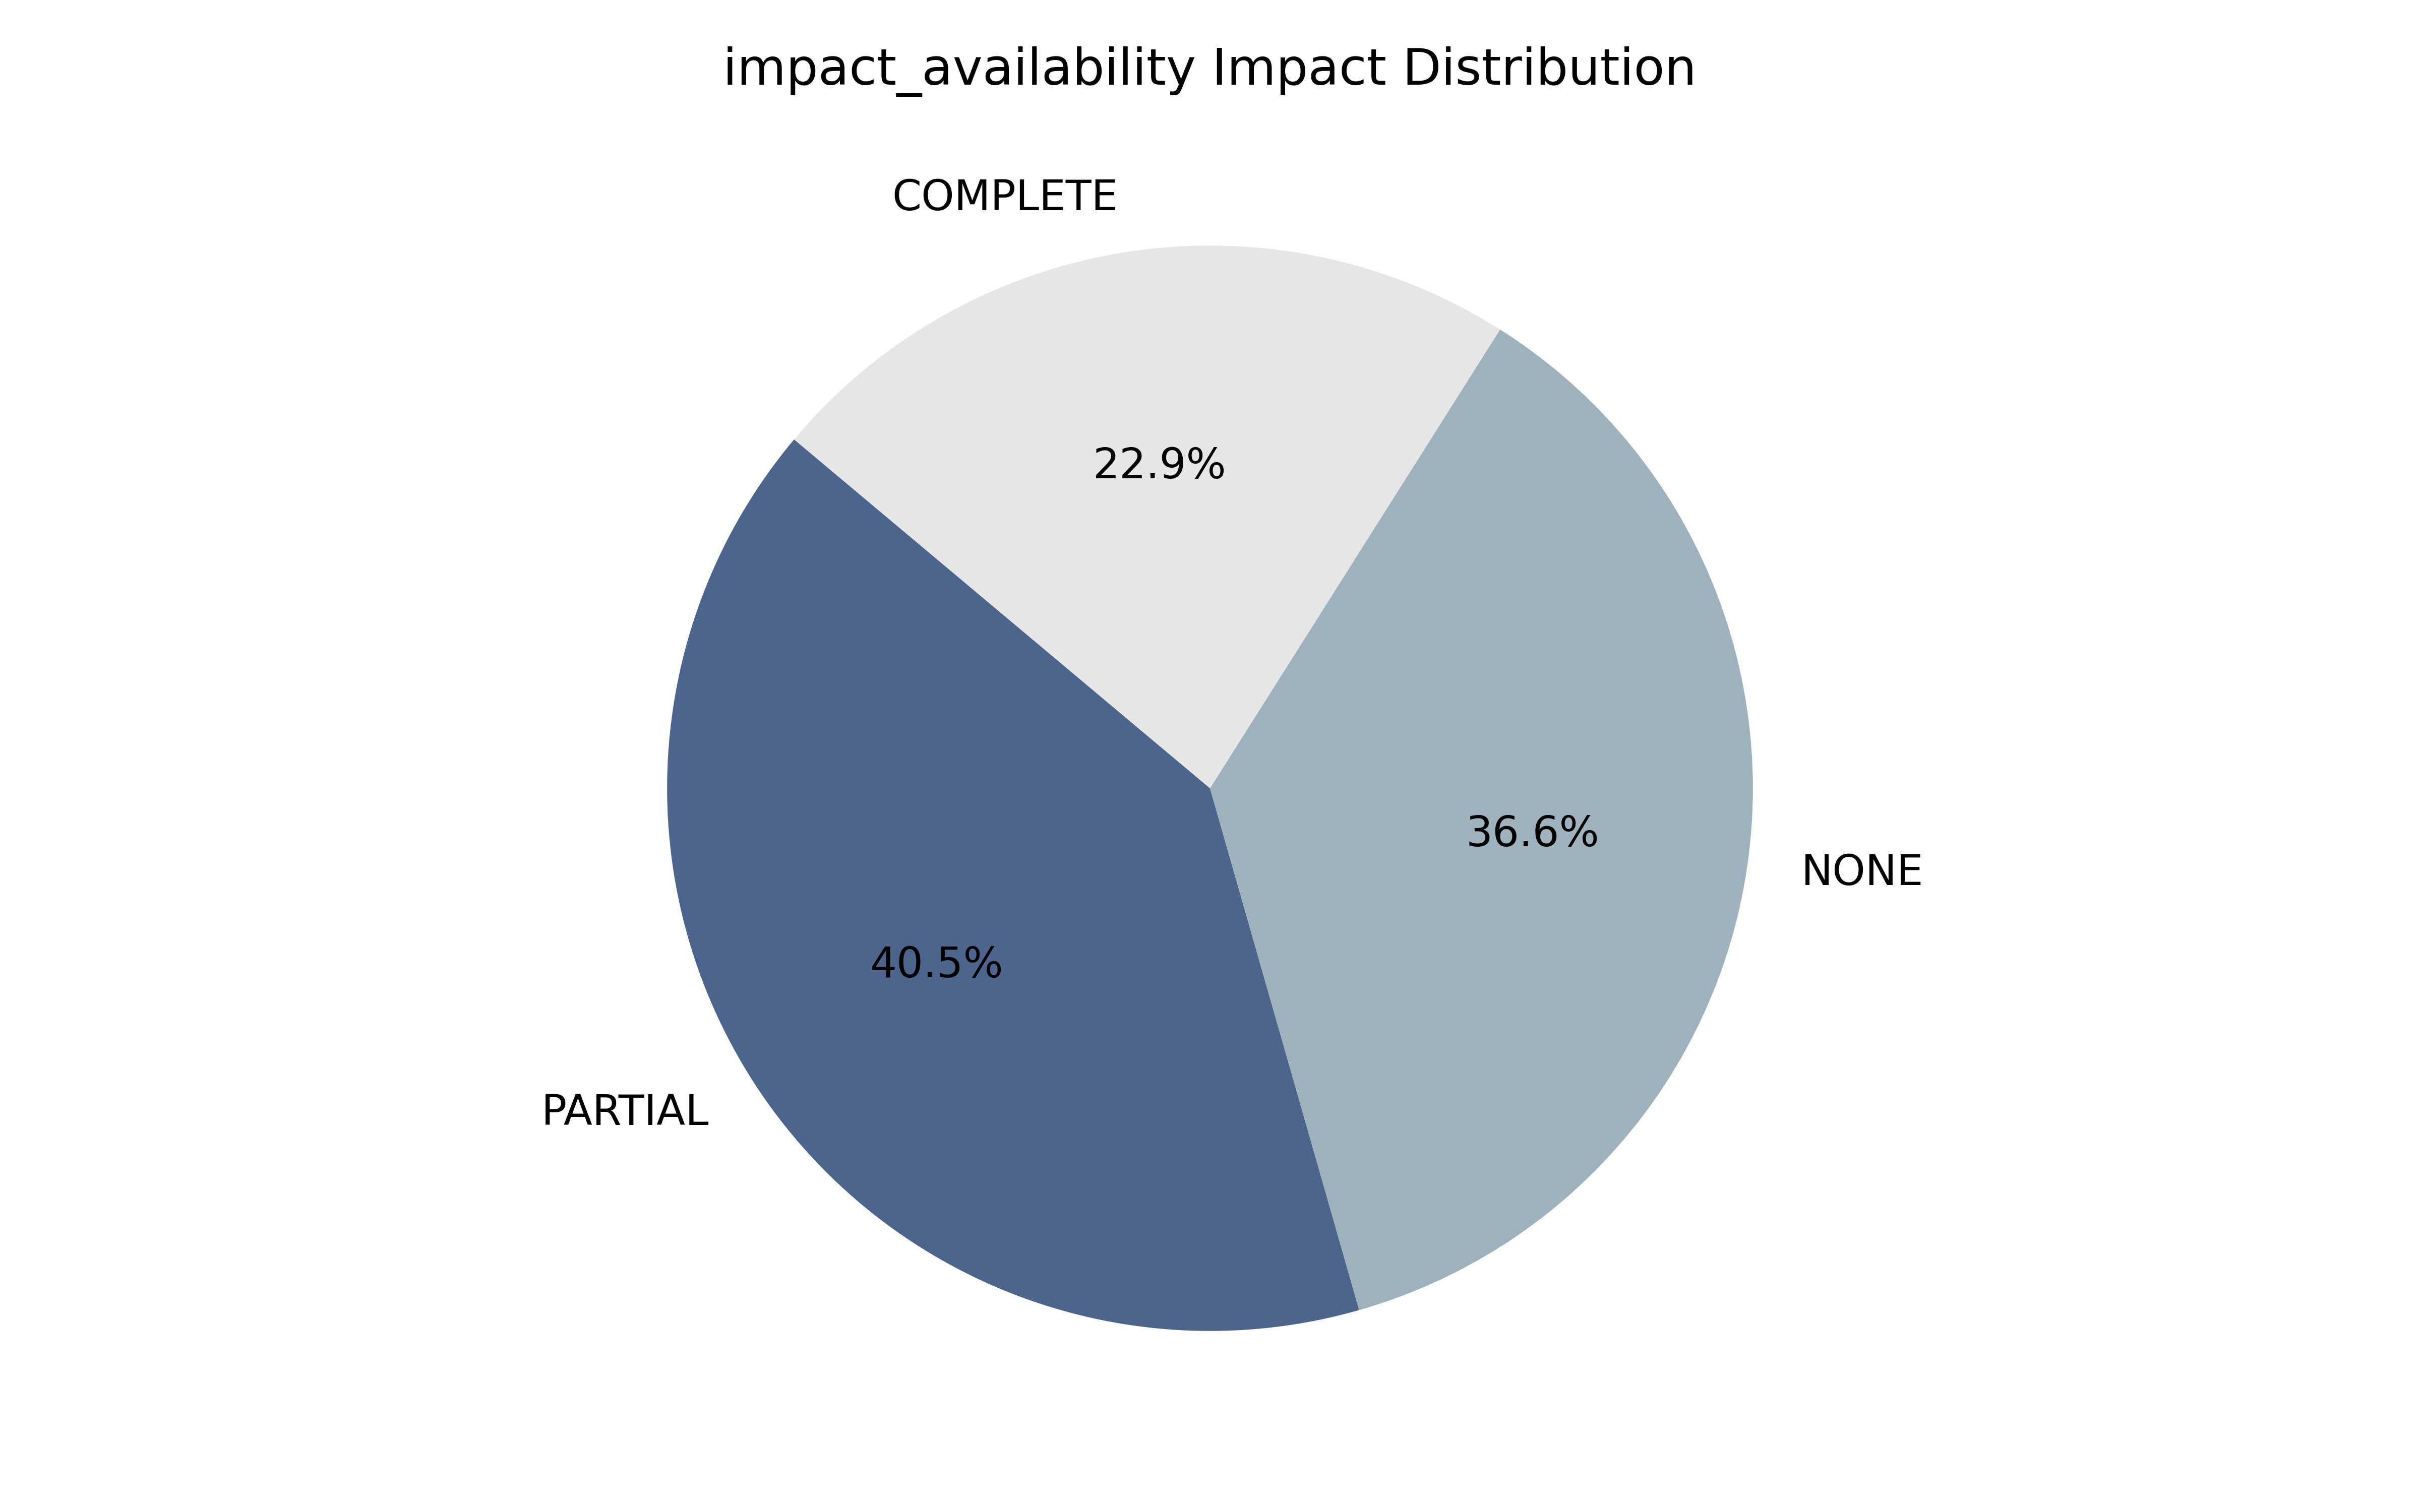 impact_availability Impact Distribution
COMPLETE
22.9%
36.6%
NONE
40.5%
PARTIAL